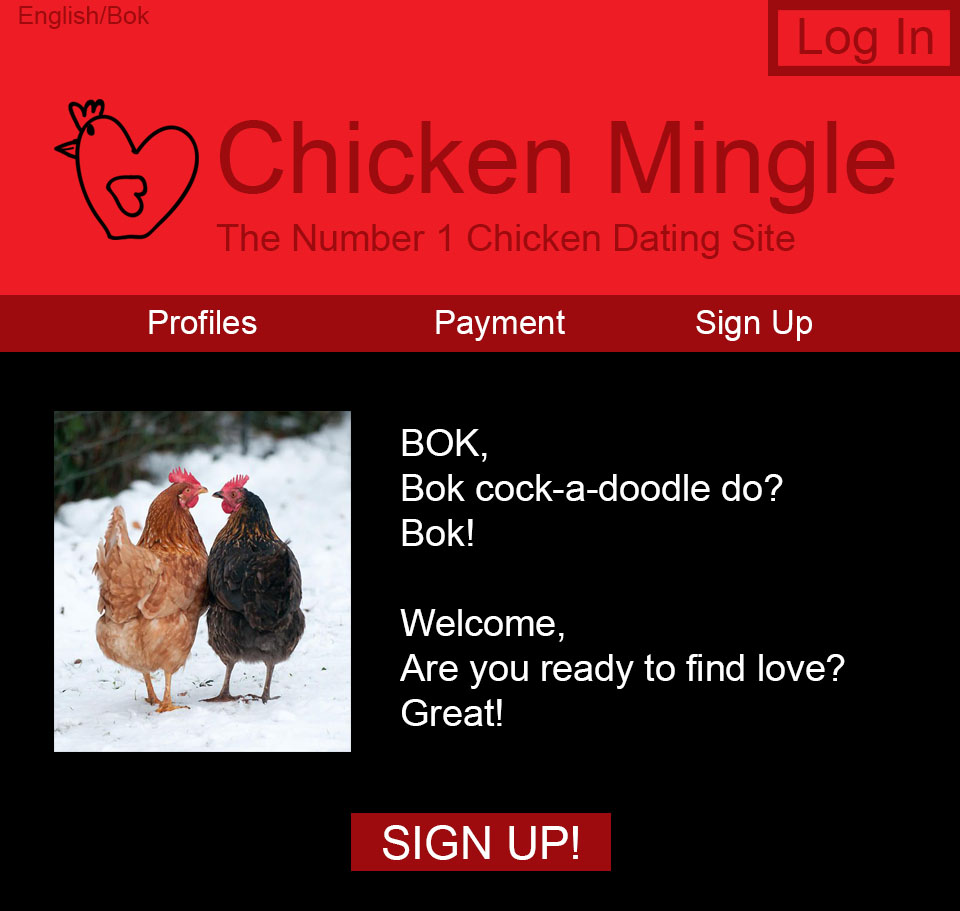 English/Bok
Log In
Chicken Mingle
The Number 1 Chicken Dating Site
Profiles
Payment
Sign Up
BOK,
Bok cock-a-doodle do?
Bok!
Welcome,
Are you ready to find love?
Great!
SIGN UP!